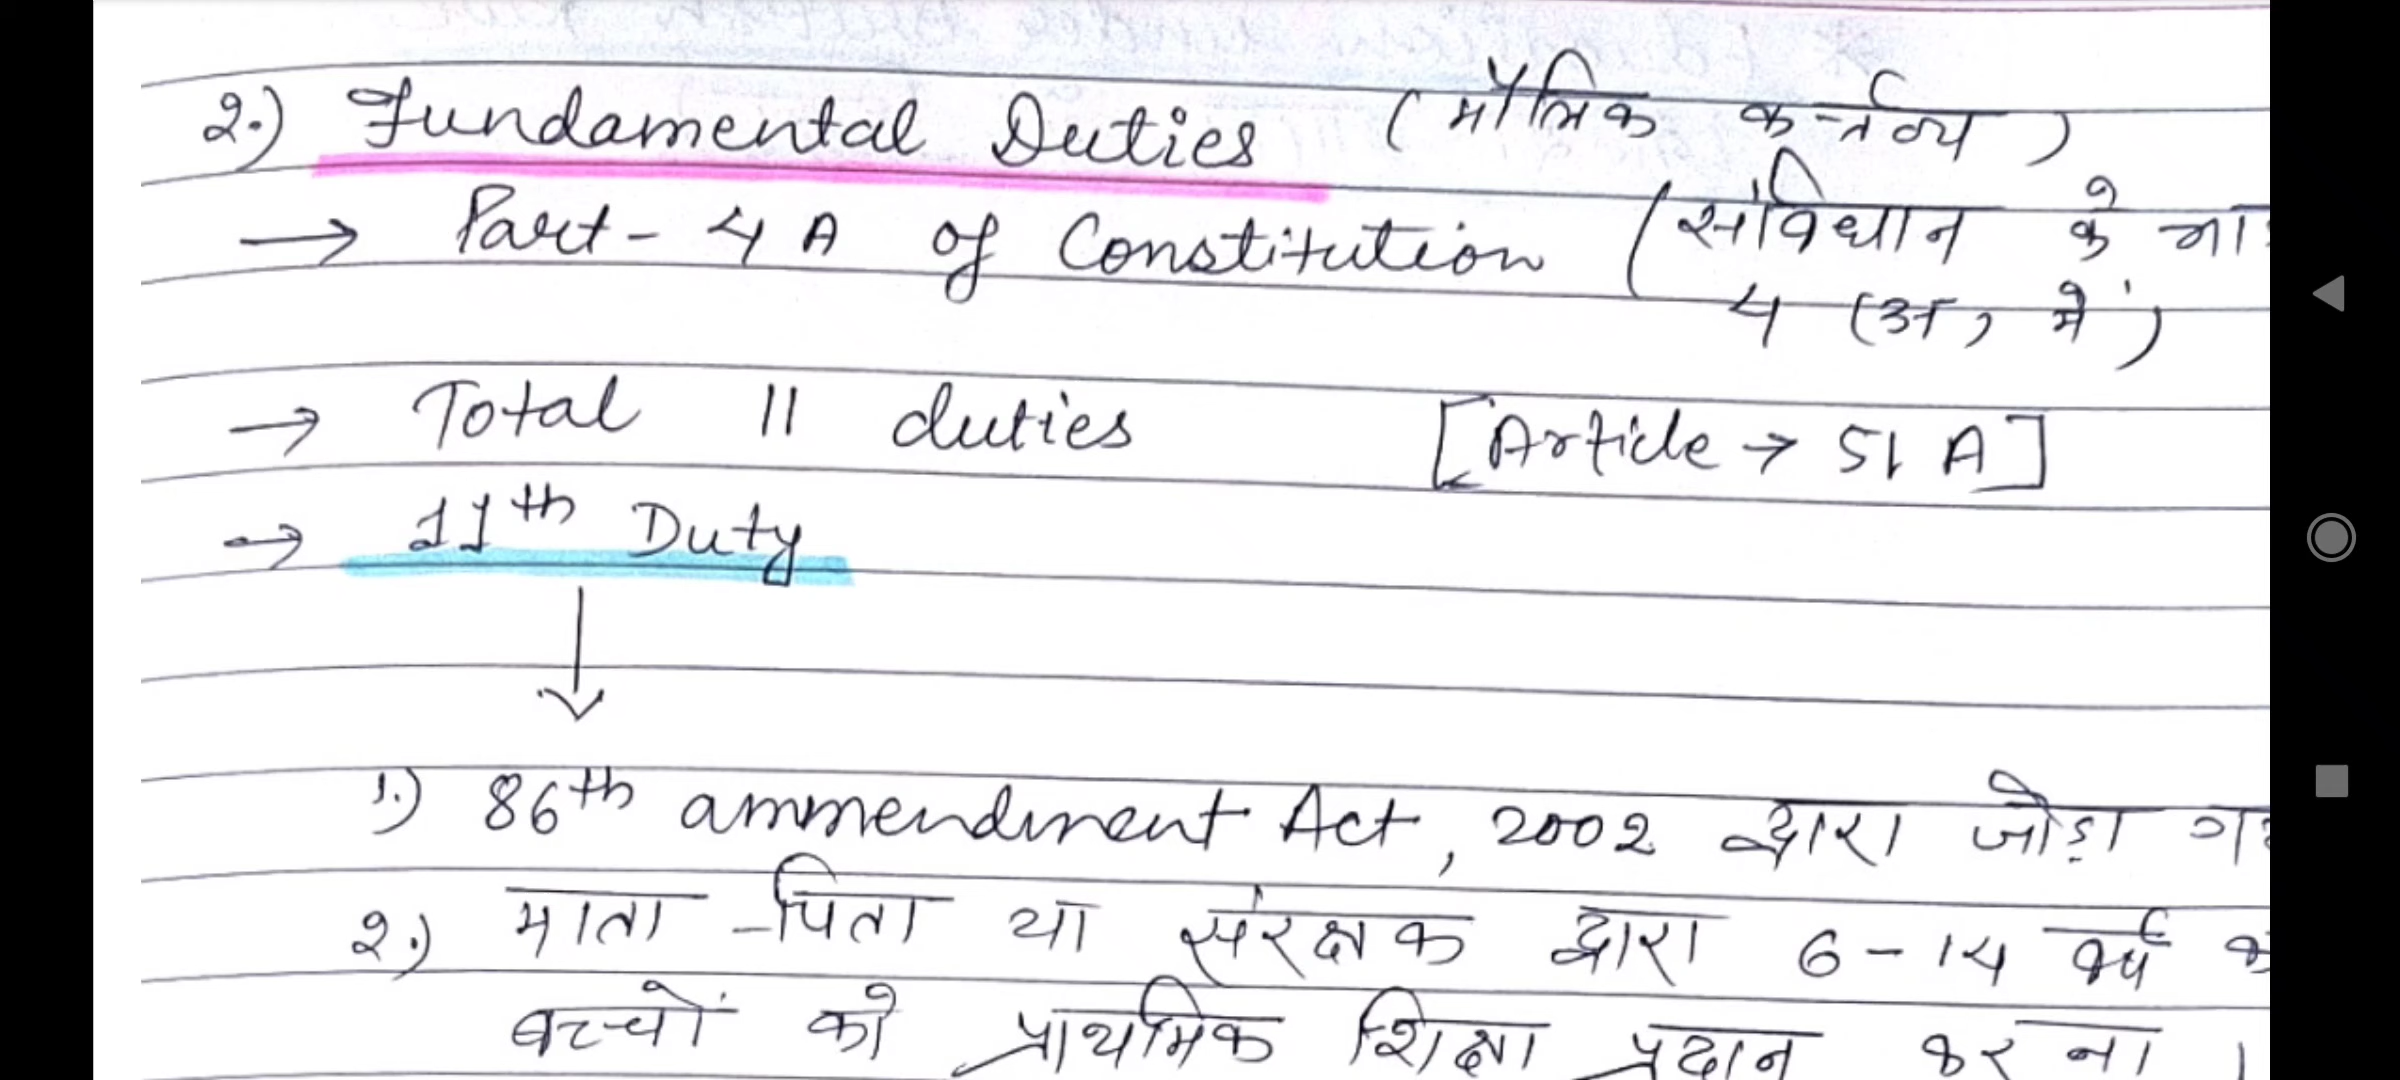 2.) Fundamental Duties (मौलिक कर्तव्य)
→ Part - 4 A of Constitution (संविधान के
4 (अ) में)
→ Total 11 duties [Article → 51 A]
→ 11th Duty
↓
1.) 86th ammendment Act, 2002 द्वारा जोड़ा
2.) माता-पिता या संरक्षक द्वारा 6-14 वर्ष
बच्चों को प्राथमिक शिक्षा प्रदान करना ।